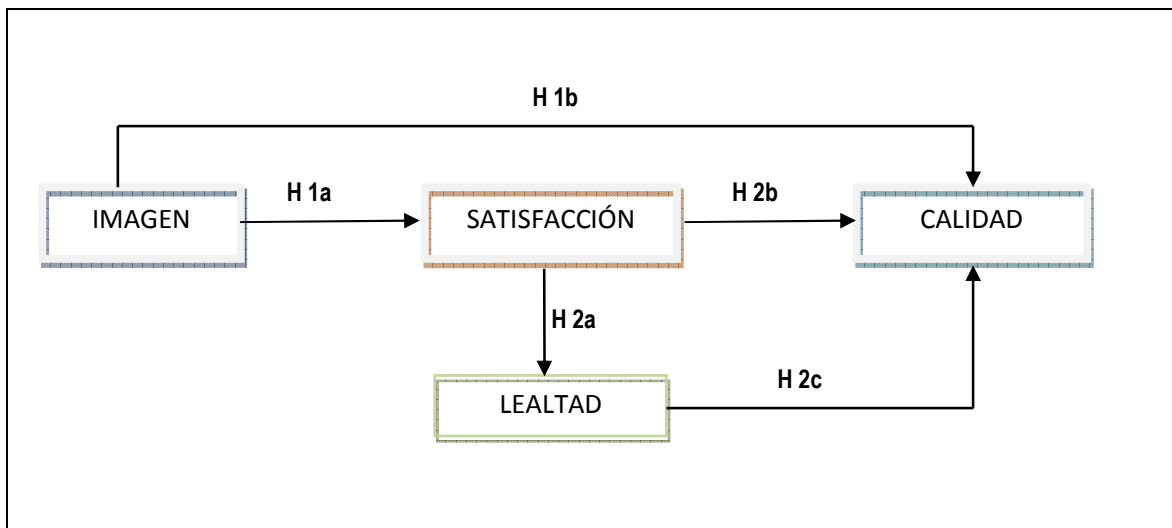 H 1b
IMAGEN
H 1a
SATISFACCIÓN
H 2b
CALIDAD
H 2a
LEALTAD
H 2c